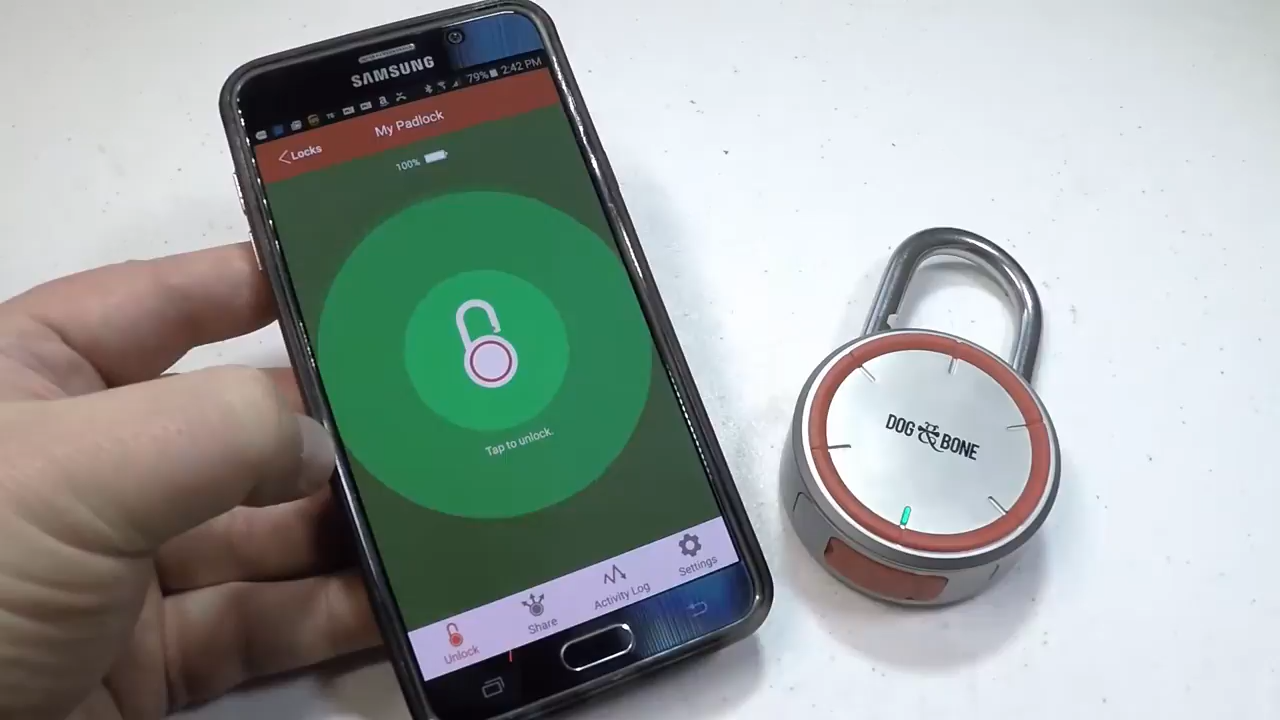 SAMSUNG
79% 2:42 PM
Locks
My Padlock
100%
Tap to unlock.
Unlock
Share
Activity Log
Settings
DOG & BONE